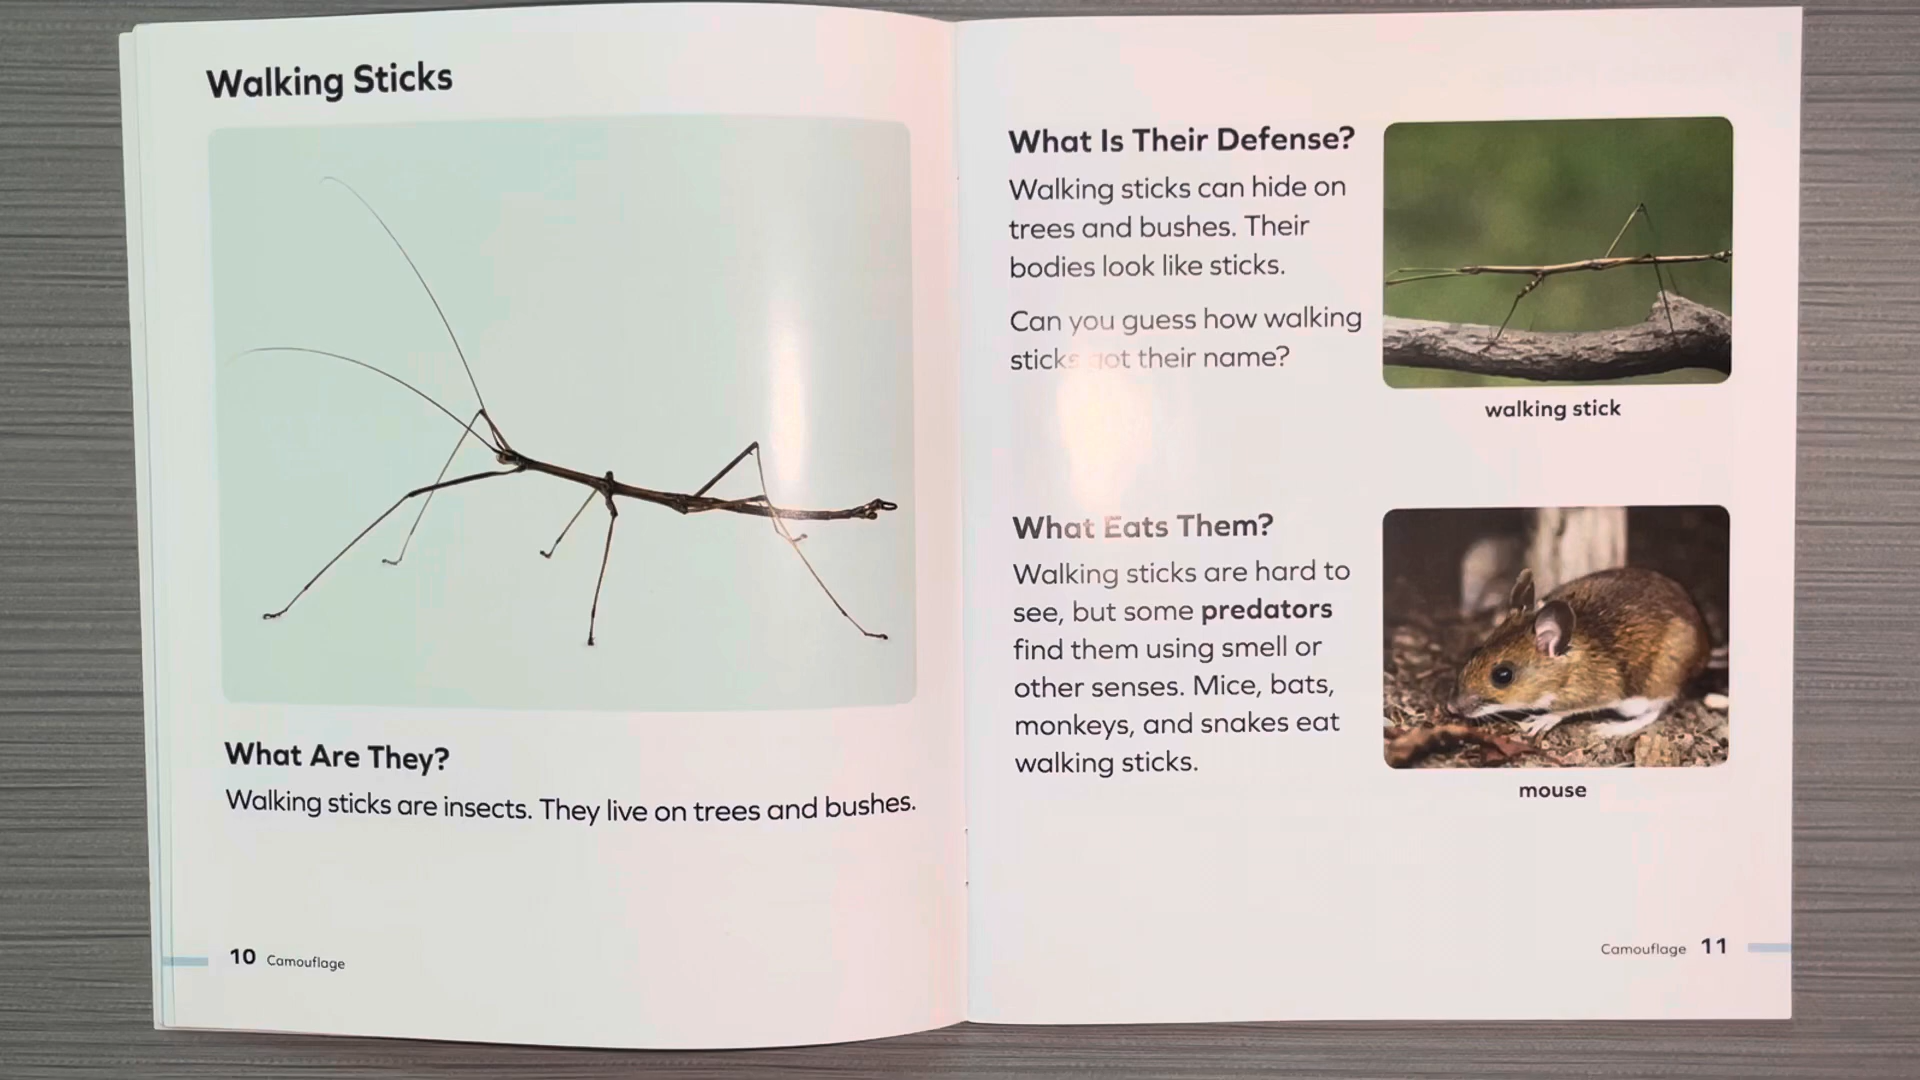 Walking Sticks
What Are They?
Walking sticks are insects. They live on trees and bushes.
10 Camouflage
What Is Their Defense?
Walking sticks can hide on
trees and bushes. Their
bodies look like sticks.
Can you guess how walking
sticks got their name?
walking stick
What Eats Them?
Walking sticks are hard to
see, but some predators
find them using smell or
other senses. Mice, bats,
monkeys, and snakes eat
walking sticks.
mouse
Camouflage 11